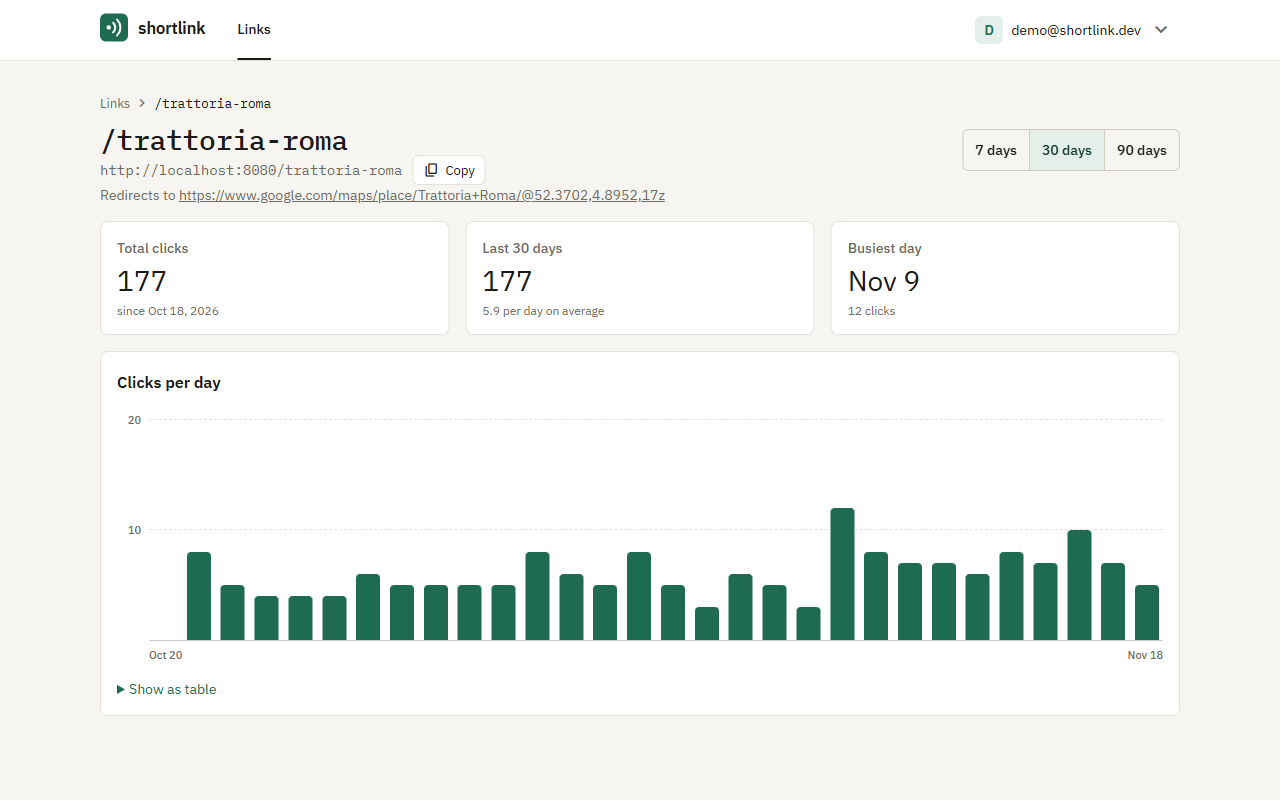 shortlink
Links
D
demo@shortlink.dev
Links
/trattoria-roma
/trattoria-roma
http://localhost:8080/trattoria-roma
Copy
Redirects to https://www.google.com/maps/place/Trattoria+Roma/@52.3702,4.8952,17z
7 days
30 days
90 days
Total clicks
177
since Oct 18, 2026
Last 30 days
177
5.9 per day on average
Busiest day
Nov 9
12 clicks
Clicks per day
20
10
Oct 20
Nov 18
Show as table